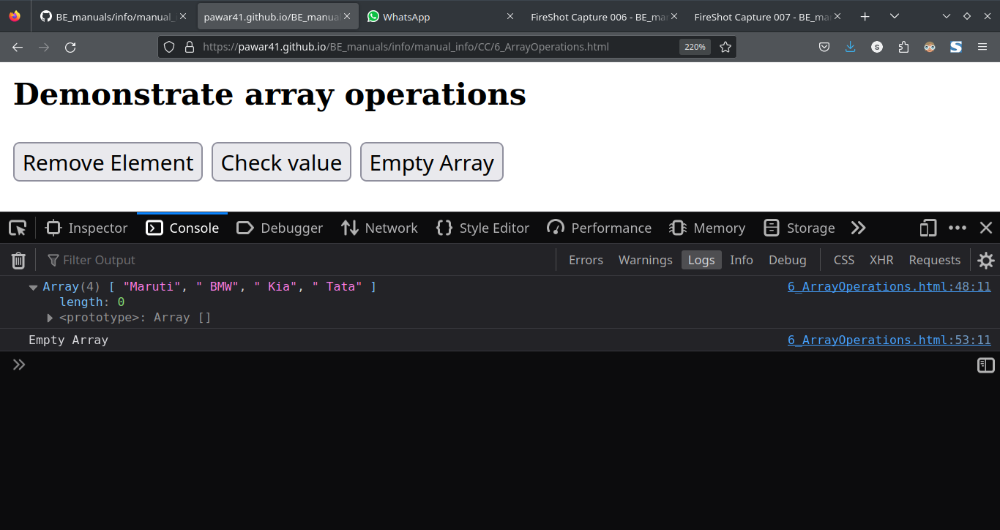 BE_manuals/info/manual_
pawar41.github.io/BE_manua
WhatsApp
FireShot Capture 006 - BE_ma
FireShot Capture 007 - BE_ma
https://pawar41.github.io/BE_manuals/info/manual_info/CC/6_ArrayOperations.html
220%
S
S
Demonstrate array operations
Remove Element
Check value
Empty Array
Inspector
Console
Debugger
Network
Style Editor
Performance
Memory
Storage
Filter Output
Errors
Warnings
Logs
Info
Debug
CSS
XHR
Requests
Array(4) [ "Maruti", " BMW", " Kia", " Tata" ]
6_ArrayOperations.html:48:11
length: 0
<prototype>: Array []
Empty Array
6_ArrayOperations.html:53:11